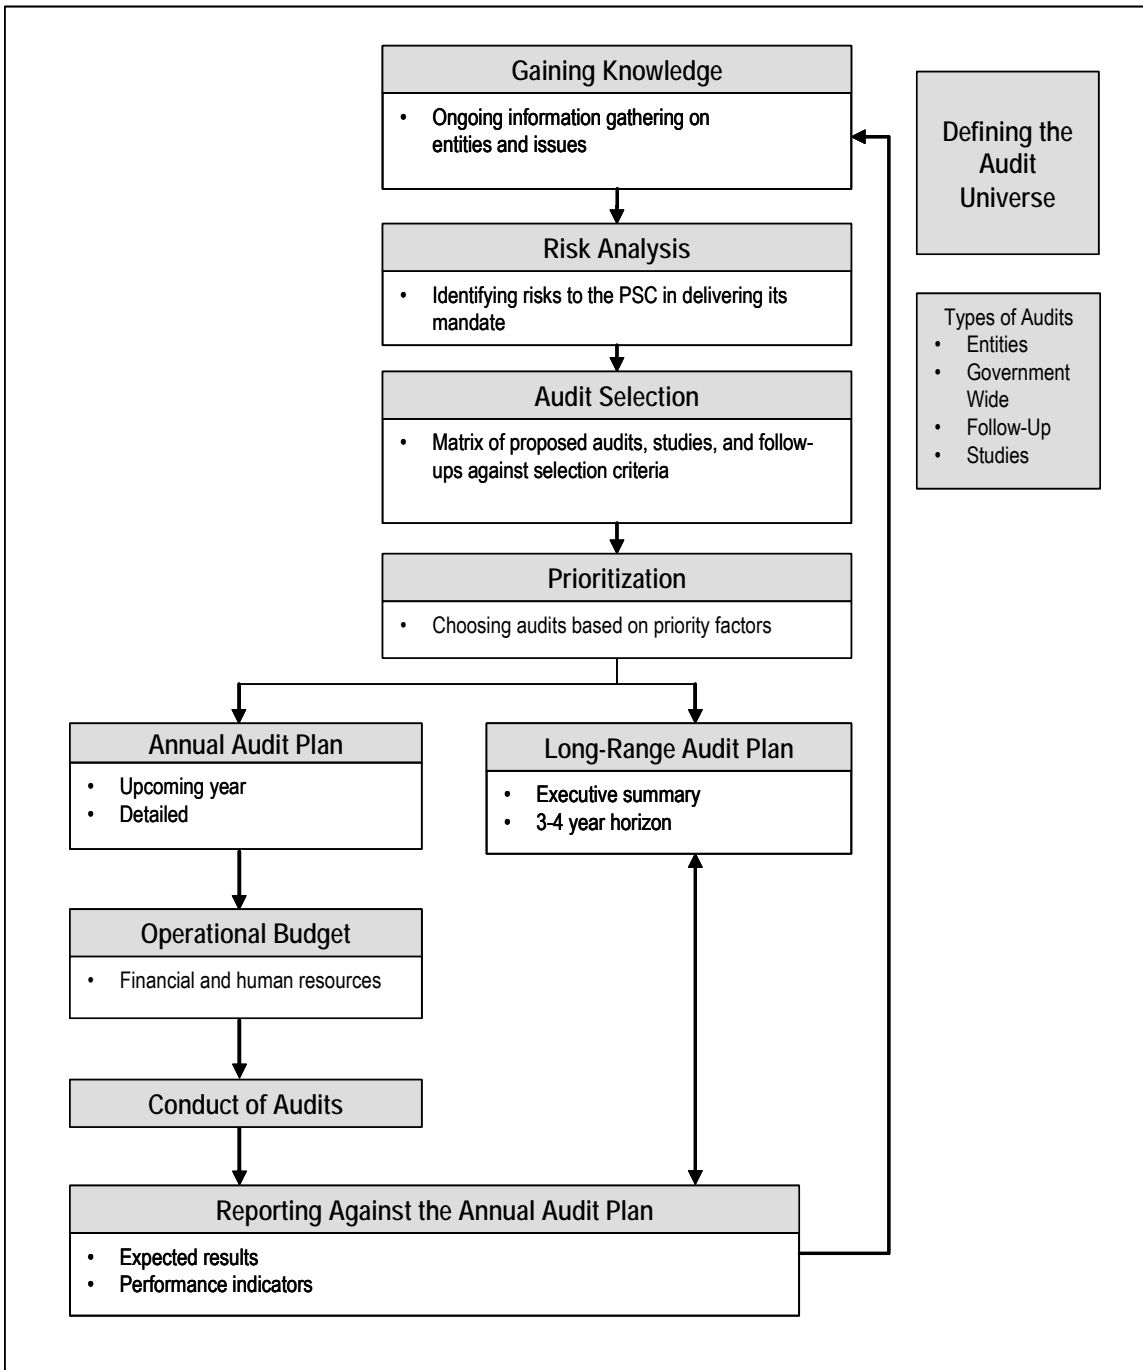 Gaining Knowledge
• Ongoing information gathering on
entities and issues
Defining the
Audit
Universe
Risk Analysis
• Identifying risks to the PSC in delivering its
mandate
Types of Audits
• Entities
• Government
Wide
• Follow-Up
• Studies
Audit Selection
• Matrix of proposed audits, studies, and follow-
ups against selection criteria
Prioritization
• Choosing audits based on priority factors
Annual Audit Plan
• Upcoming year
• Detailed
Long-Range Audit Plan
• Executive summary
• 3-4 year horizon
Operational Budget
• Financial and human resources
Conduct of Audits
Reporting Against the Annual Audit Plan
• Expected results
• Performance indicators